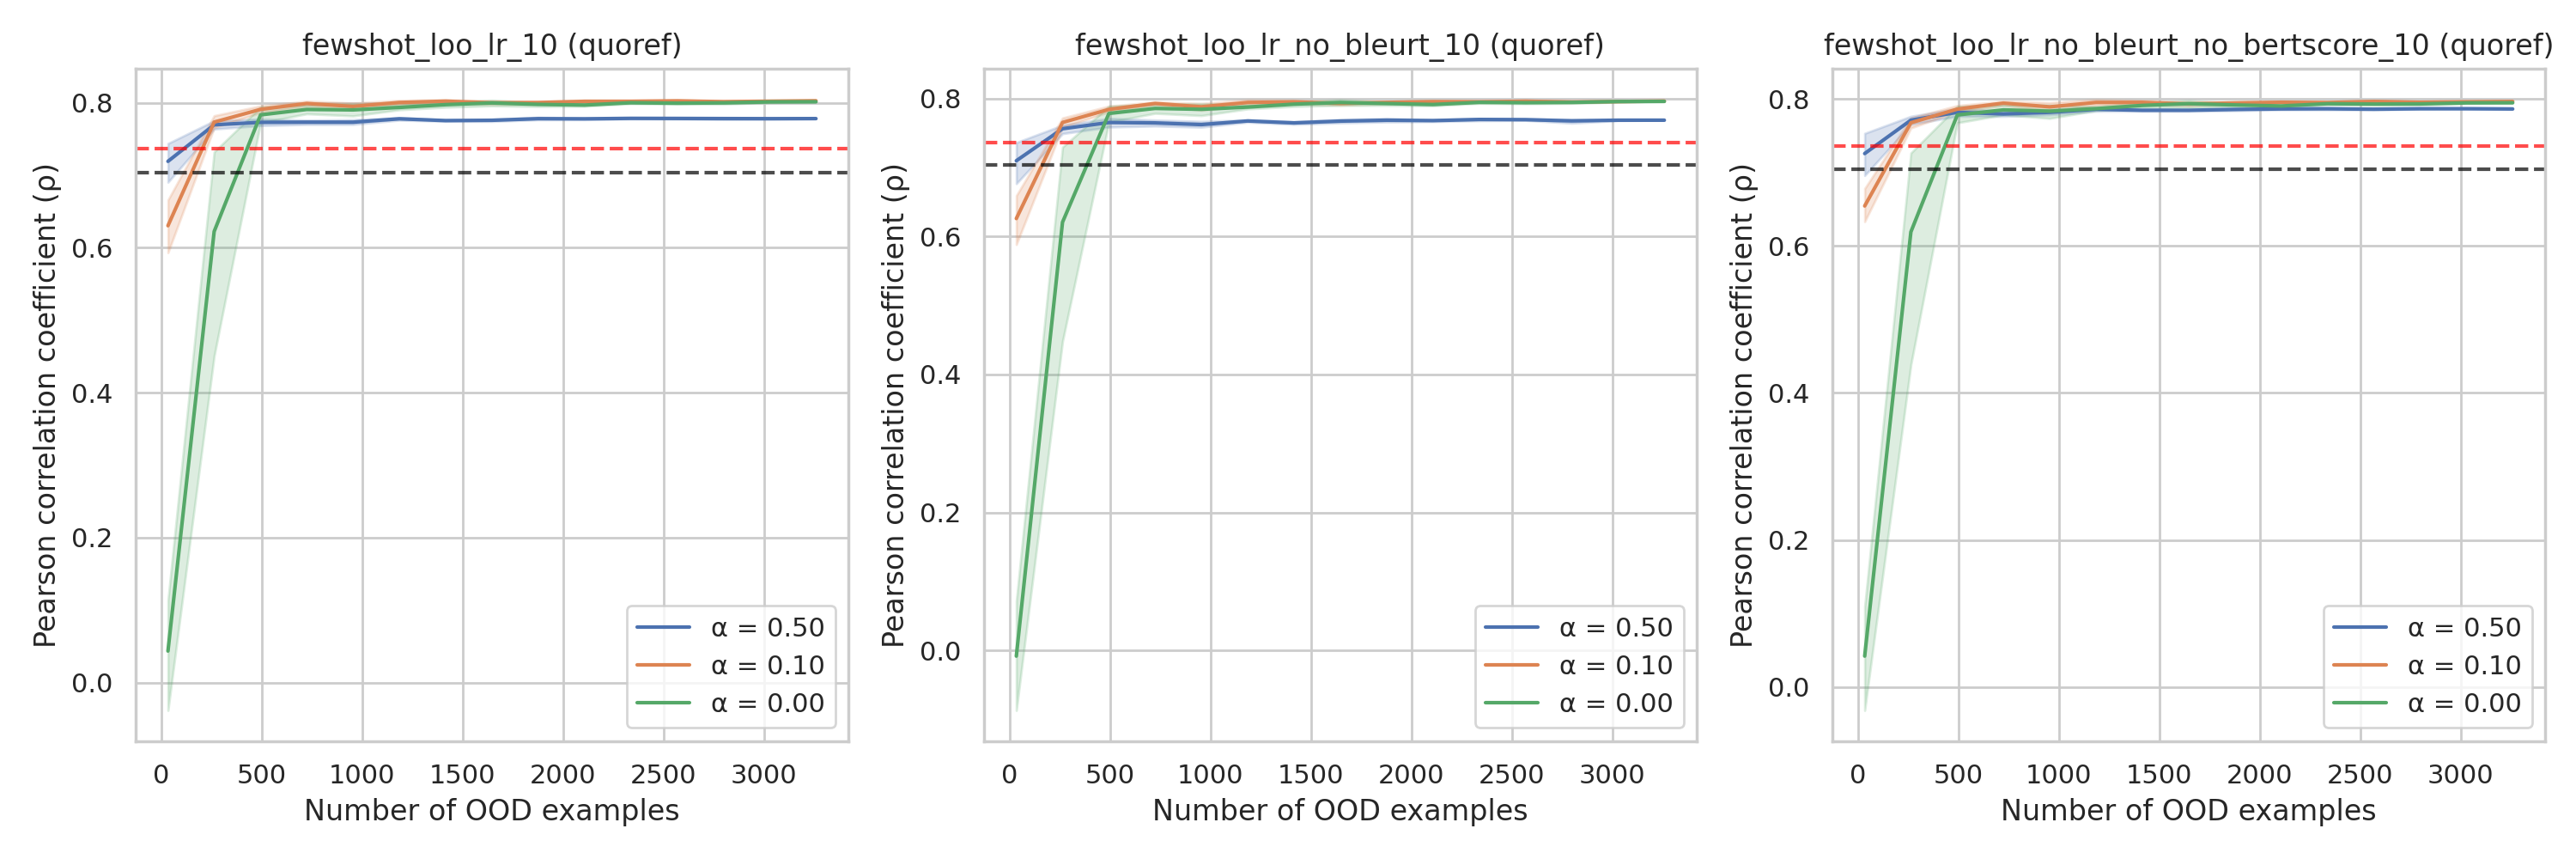 fewshot_loo_lr_10 (quoref)
Pearson correlation coefficient (ρ)
0.8
0.6
0.4
0.2
0.0
α = 0.50
α = 0.10
α = 0.00
0 500 1000 1500 2000 2500 3000
Number of OOD examples
fewshot_loo_lr_no_bleurt_10 (quoref)
Pearson correlation coefficient (ρ)
0.8
0.6
0.4
0.2
0.0
α = 0.50
α = 0.10
α = 0.00
0 500 1000 1500 2000 2500 3000
Number of OOD examples
fewshot_loo_lr_no_bleurt_no_bertscore_10 (quoref)
Pearson correlation coefficient (ρ)
0.8
0.6
0.4
0.2
0.0
α = 0.50
α = 0.10
α = 0.00
0 500 1000 1500 2000 2500 3000
Number of OOD examples